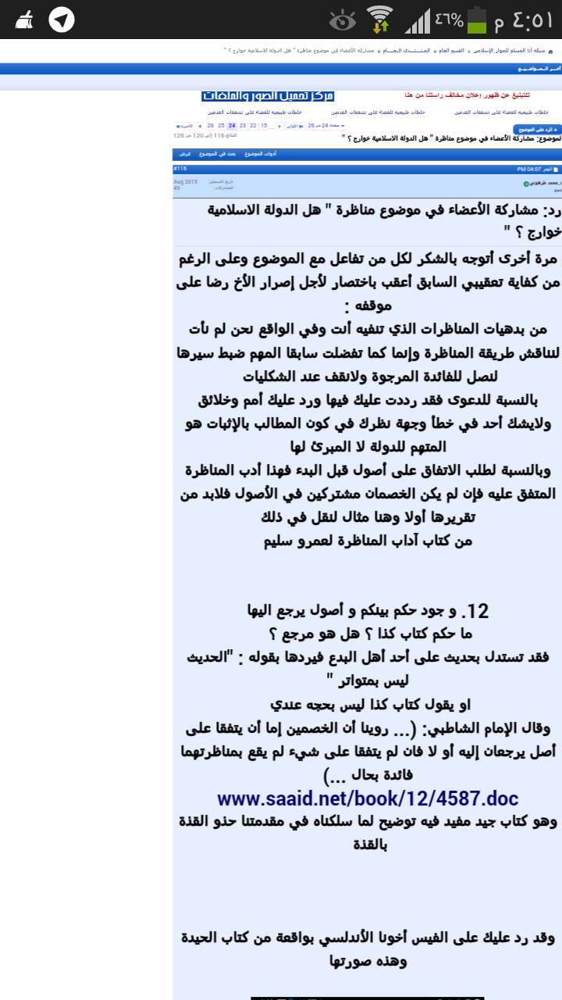 ٤:٥١ م ٤٦%
شبكة أنا المسلم للحوار الإسلامي القسم العام المنتدى العام مشاركة الأعضاء في موضوع مناظرة " هل الدولة الاسلامية خوارج ؟ "
آخر المواضيع
مركز تحميل الصور والملفات
للتبليغ عن ظهور إعلان مخالف راسلنا من هنا
خلطات طبيعيه للقضاء على تشققات القدمين خلطات طبيعيه للقضاء على تشققات القدمين خلطات طبيعيه للقضاء على تشققات القدمين
+ الرد على الموضوع
صفحة 24 من 26 الأولى ... 15 22 23 24 25 26 الأخيرة
النتائج 116 إلى 120 من 126
الموضوع: مشاركة الأعضاء في موضوع مناظرة " هل الدولة الاسلامية خوارج ؟ "
أدوات الموضوع بحث في الموضوع عرض
اليوم 04:07 PM #116
د.محمد طرهوني
عضو
تاريخ التسجيل: Aug 2015
المشاركات: 49
رد: مشاركة الأعضاء في موضوع مناظرة " هل الدولة الاسلامية
خوارج ؟ "
مرة أخرى أتوجه بالشكر لكل من تفاعل مع الموضوع وعلى الرغم
من كفاية تعقيبي السابق أعقب باختصار لأجل إصرار الأخ رضا على
موقفه :
من بدهيات المناظرات الذي تنفيه أنت وفي الواقع نحن لم نأت
لنناقش طريقة المناظرة وإنما كما تفضلت سابقا المهم ضبط سيرها
لنصل للفائدة المرجوة ولانقف عند الشكليات
بالنسبة للدعوى فقد رددت عليك فيها ورد عليك أمم وخلائق
ولايشك أحد في خطأ وجهة نظرك في كون المطالب بالإثبات هو
المتهم للدولة لا المبرئ لها
وبالنسبة لطلب الاتفاق على أصول قبل البدء فهذا أدب المناظرة
المتفق عليه فإن لم يكن الخصمان مشتركين في الأصول فلابد من
تقريرها أولا وهنا مثال لنقل في ذلك
من كتاب آداب المناظرة لعمرو سليم
12. و جود حكم بينكم و أصول يرجع اليها
ما حكم كتاب كذا ؟ هل هو مرجع ؟
فقد تستدل بحديث على أحد أهل البدع فيردها بقوله : "الحديث
ليس بمتواتر "
او يقول كتاب كذا ليس بحجه عندي
وقال الإمام الشاطبي: (... روينا أن الخصمين إما أن يتفقا على
أصل يرجعان إليه أو لا فان لم يتفقا على شيء لم يقع بمناظرتهما
فائدة بحال ...)
www.saaid.net/book/12/4587.doc
وهو كتاب جيد مفيد فيه توضيح لما سلكناه في مقدمتنا حذو القذة
بالقذة
وقد رد عليك على الفيس أخونا الأندلسي بواقعة من كتاب الحيدة
وهذه صورتها